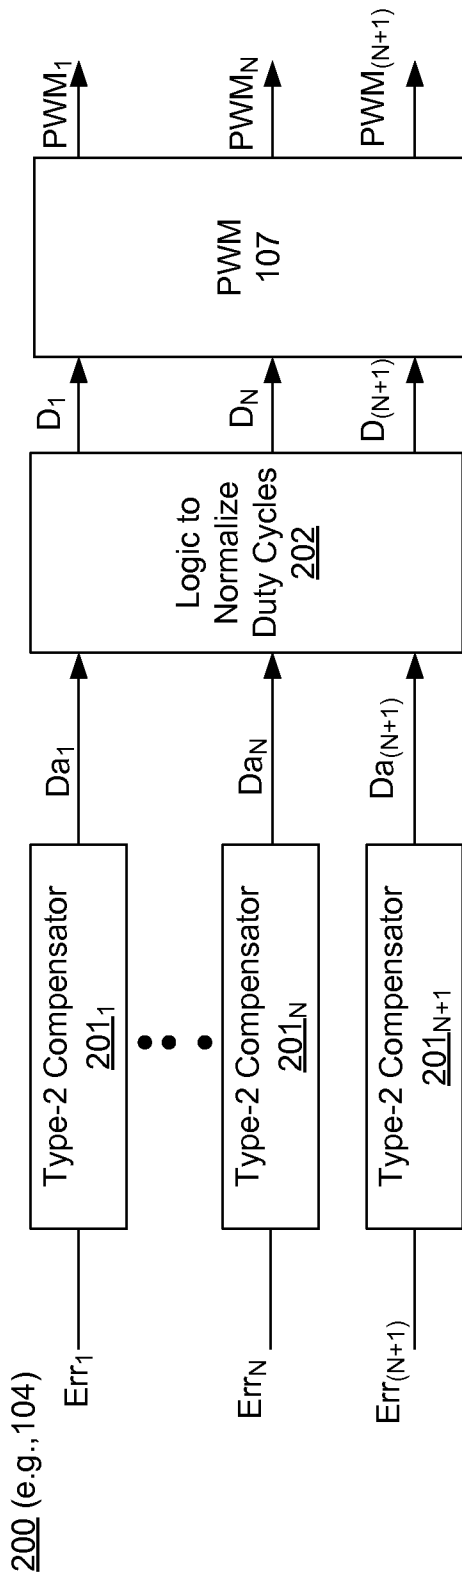 200 (e.g.,104)
Err1
ErrN
Err(N+1)
Type-2 Compensator
2011
Type-2 Compensator
201N
Type-2 Compensator
201N+1
Da1
DaN
Da(N+1)
Logic to
Normalize
Duty Cycles
202
D1
DN
D(N+1)
PWM
107
PWM1
PWMN
PWM(N+1)